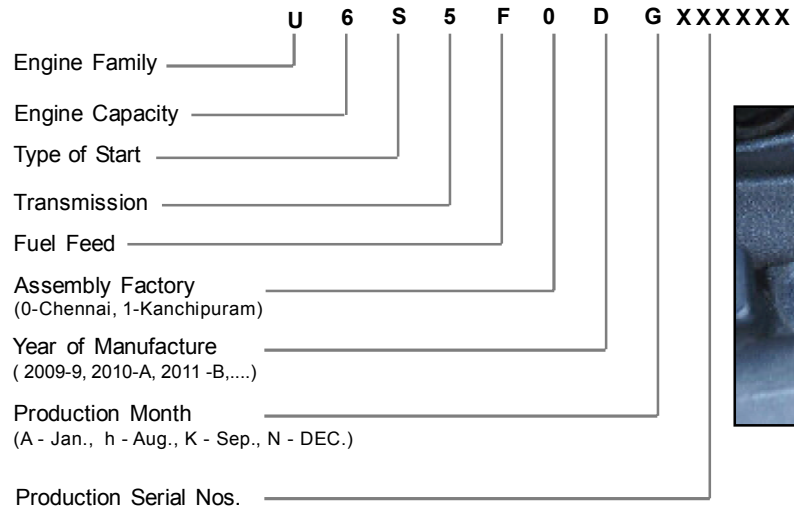 U 6 S 5 F 0 D G X X X X X X
Engine Family
Engine Capacity
Type of Start
Transmission
Fuel Feed
Assembly Factory
(0-Chennai, 1-Kanchipuram)
Year of Manufacture
( 2009-9, 2010-A, 2011 -B,....)
Production Month
(A - Jan., h - Aug., K - Sep., N - DEC.)
Production Serial Nos.